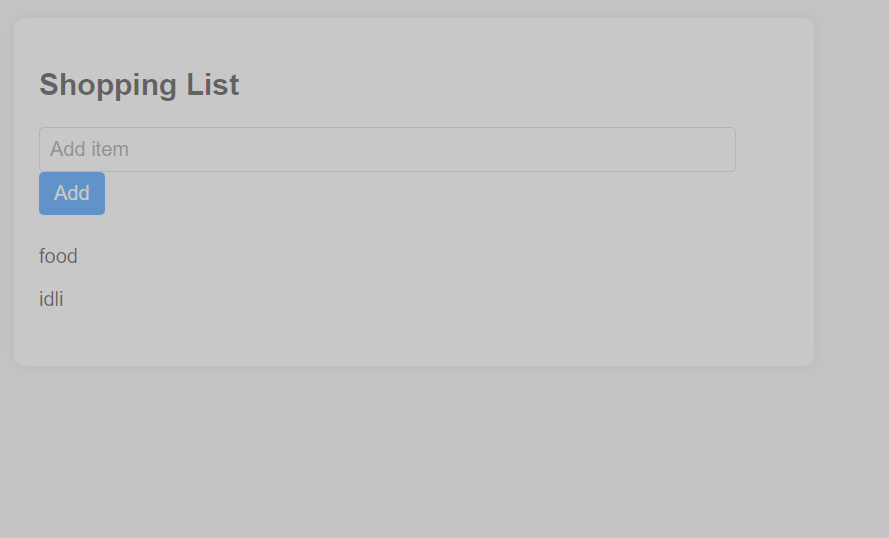 Shopping List
Add item
Add
food
idli